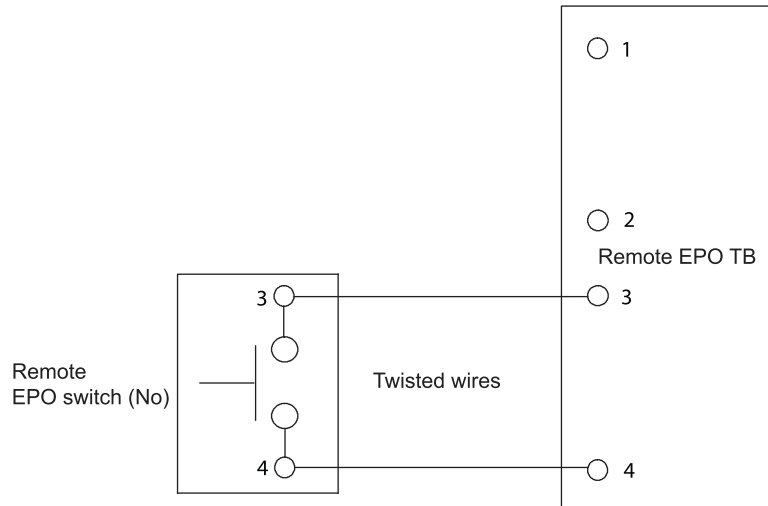 1
2
Remote EPO TB
3
3
Remote
EPO switch (No)
Twisted wires
4
4